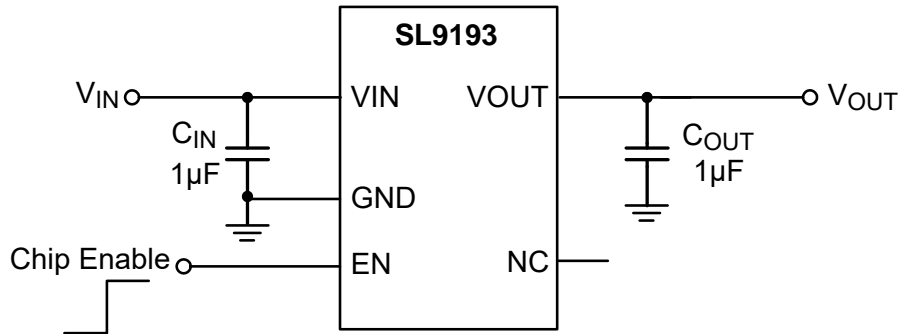 SL9193
VIN
VIN
VOUT
VOUT
CIN
1µF
COUT
1µF
GND
Chip Enable
EN
NC